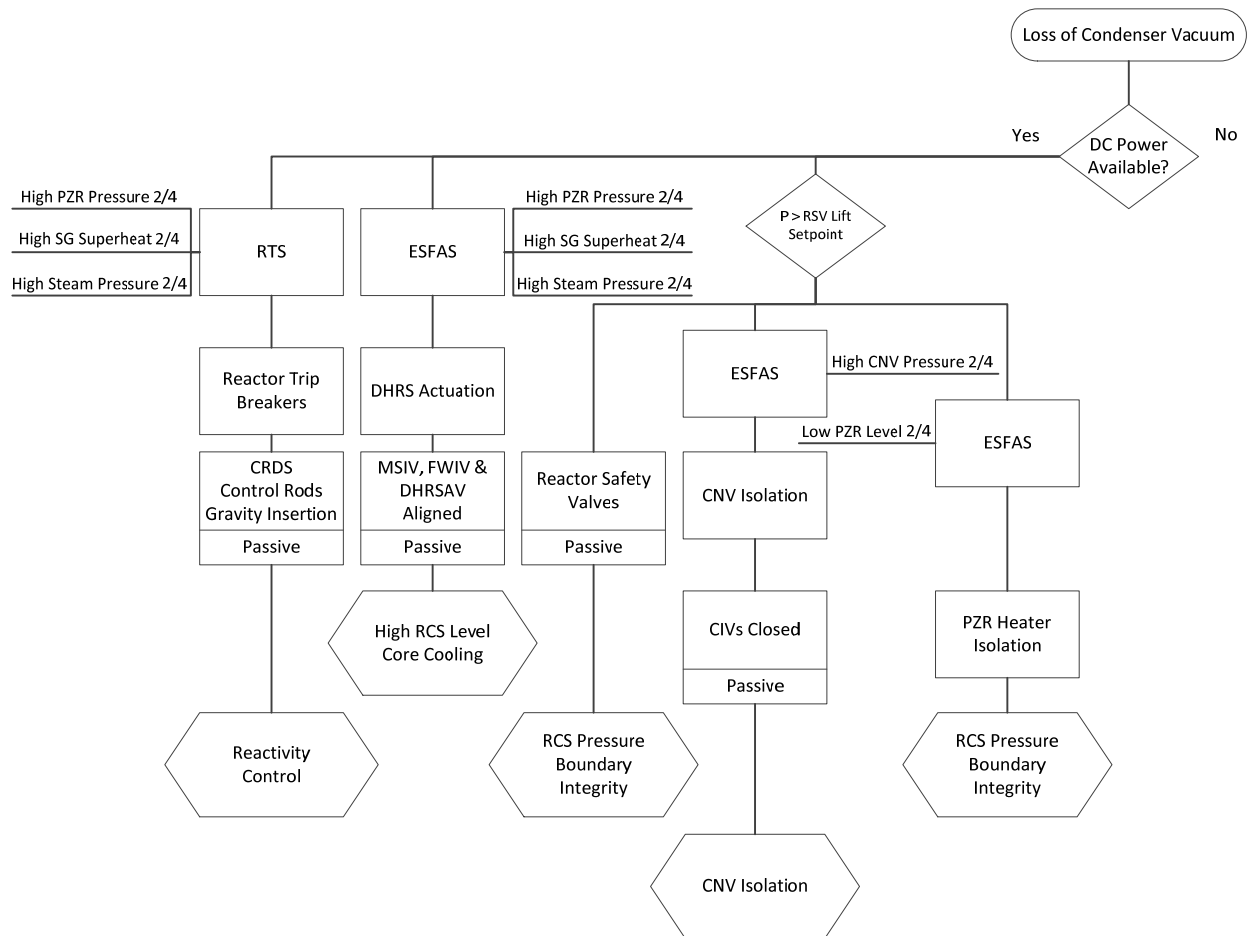 Loss of Condenser Vacuum
DC Power
Available?
Yes
No
High PZR Pressure 2/4
High SG Superheat 2/4
High Steam Pressure 2/4
RTS
ESFAS
High PZR Pressure 2/4
High SG Superheat 2/4
High Steam Pressure 2/4
P > RSV Lift
Setpoint
Reactor Trip
Breakers
DHRS Actuation
ESFAS
High CNV Pressure 2/4
Low PZR Level 2/4
ESFAS
CRDS
Control Rods
Gravity Insertion
Passive
MSIV, FWIV &
DHRSAV
Aligned
Passive
Reactor Safety
Valves
Passive
CNV Isolation
High RCS Level
Core Cooling
CIVs Closed
Passive
PZR Heater
Isolation
Reactivity
Control
RCS Pressure
Boundary
Integrity
RCS Pressure
Boundary
Integrity
CNV Isolation